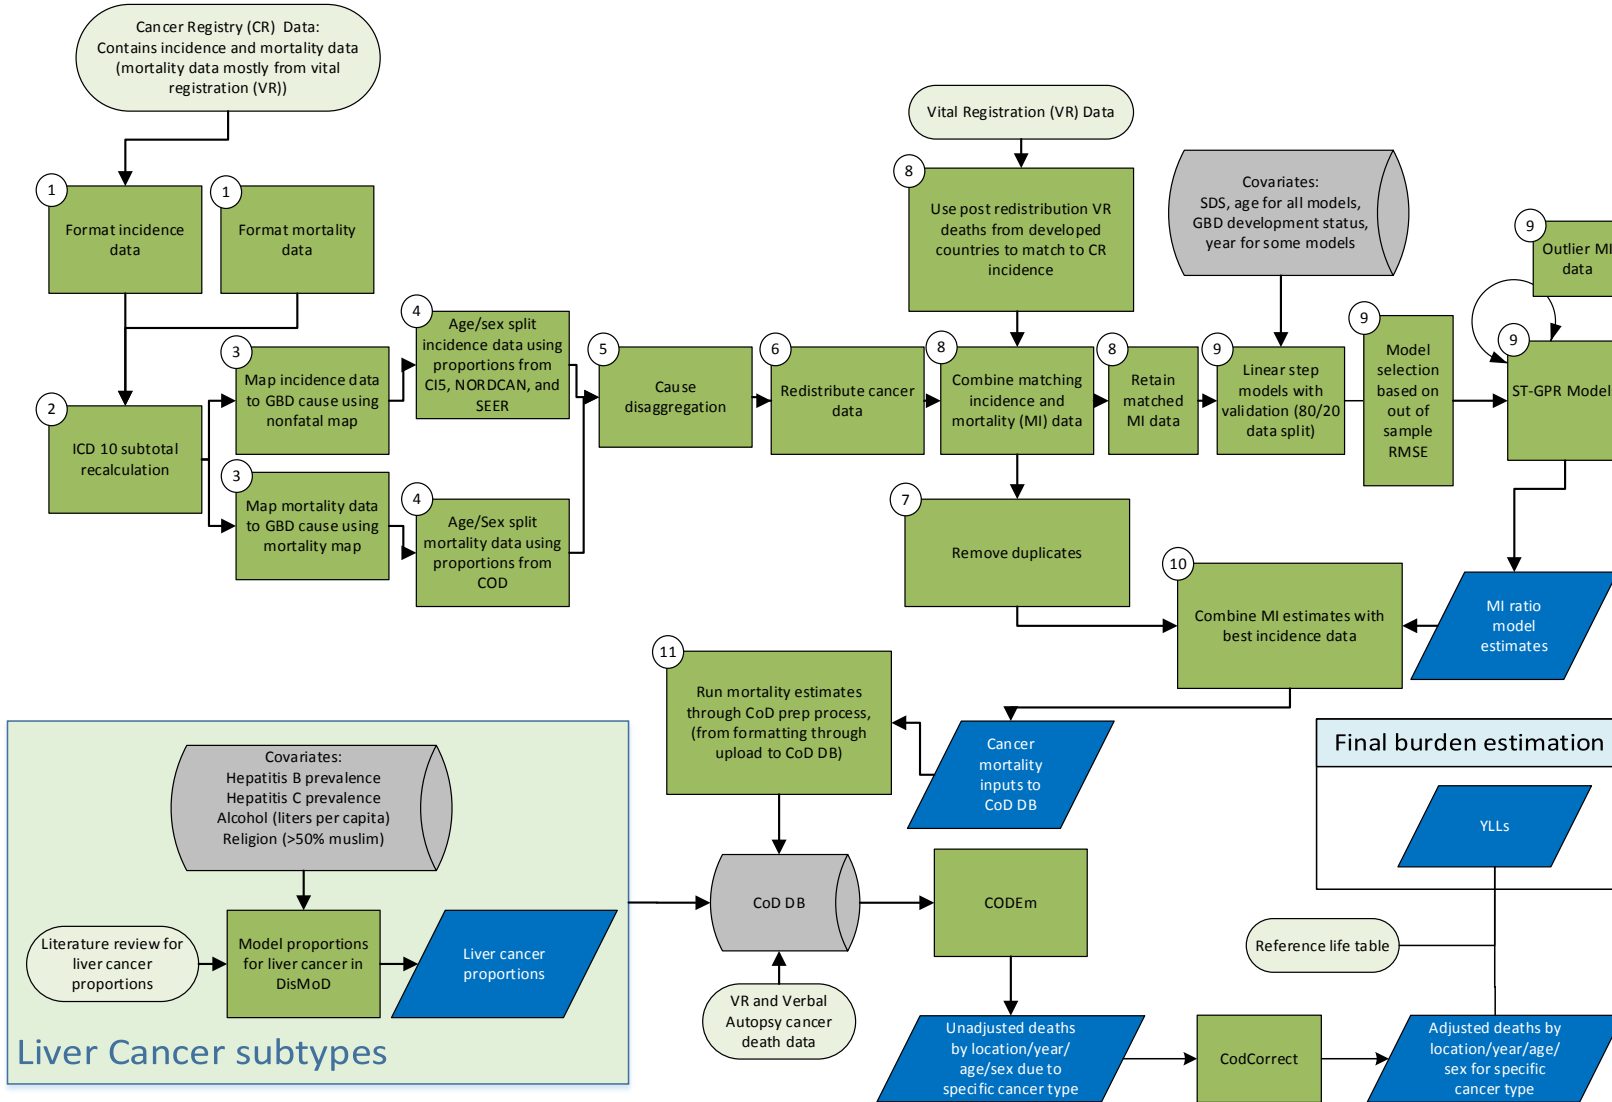 Cancer Registry (CR)  Data:
Contains incidence and mortality data
(mortality data mostly from vital
registration (VR))
Vital Registration (VR) Data
1
Format incidence
data
1
Format mortality
data
8
Use post redistribution VR
deaths from developed
countries to match to CR
incidence
Covariates:
SDS, age for all models,
GBD development status,
year for some models
9
Outlier MI
data
2
ICD 10 subtotal
recalculation
3
Map incidence data
to GBD cause using
nonfatal map
3
Map mortality data
to GBD cause using
mortality map
4
Age/sex split
incidence data using
proportions from
CI5, NORDCAN, and
SEER
4
Age/Sex split
mortality data using
proportions from
COD
5
Cause
disaggregation
6
Redistribute cancer
data
8
Combine matching
incidence and
mortality (MI) data
8
Retain
matched
MI data
9
Linear step
models with
validation (80/20
data split)
9
Model
selection
based on
out of
sample
RMSE
9
ST-GPR Models
7
Remove duplicates
10
Combine MI estimates with
best incidence data
MI ratio
model
estimates
11
Run mortality estimates
through CoD prep process,
(from formatting through
upload to CoD DB)
Cancer
mortality
inputs to
CoD DB
Final burden estimation
YLLs
Covariates:
Hepatitis B prevalence
Hepatitis C prevalence
Alcohol (liters per capita)
Religion (>50% muslim)
Literature review for
liver cancer
proportions
Model proportions
for liver cancer in
DisMoD
Liver cancer
proportions
Liver Cancer subtypes
CoD DB
CODEm
VR and Verbal
Autopsy cancer
death data
Reference life table
Unadjusted deaths
by location/year/
age/sex due to
specific cancer type
CodCorrect
Adjusted deaths by
location/year/age/
sex for specific
cancer type